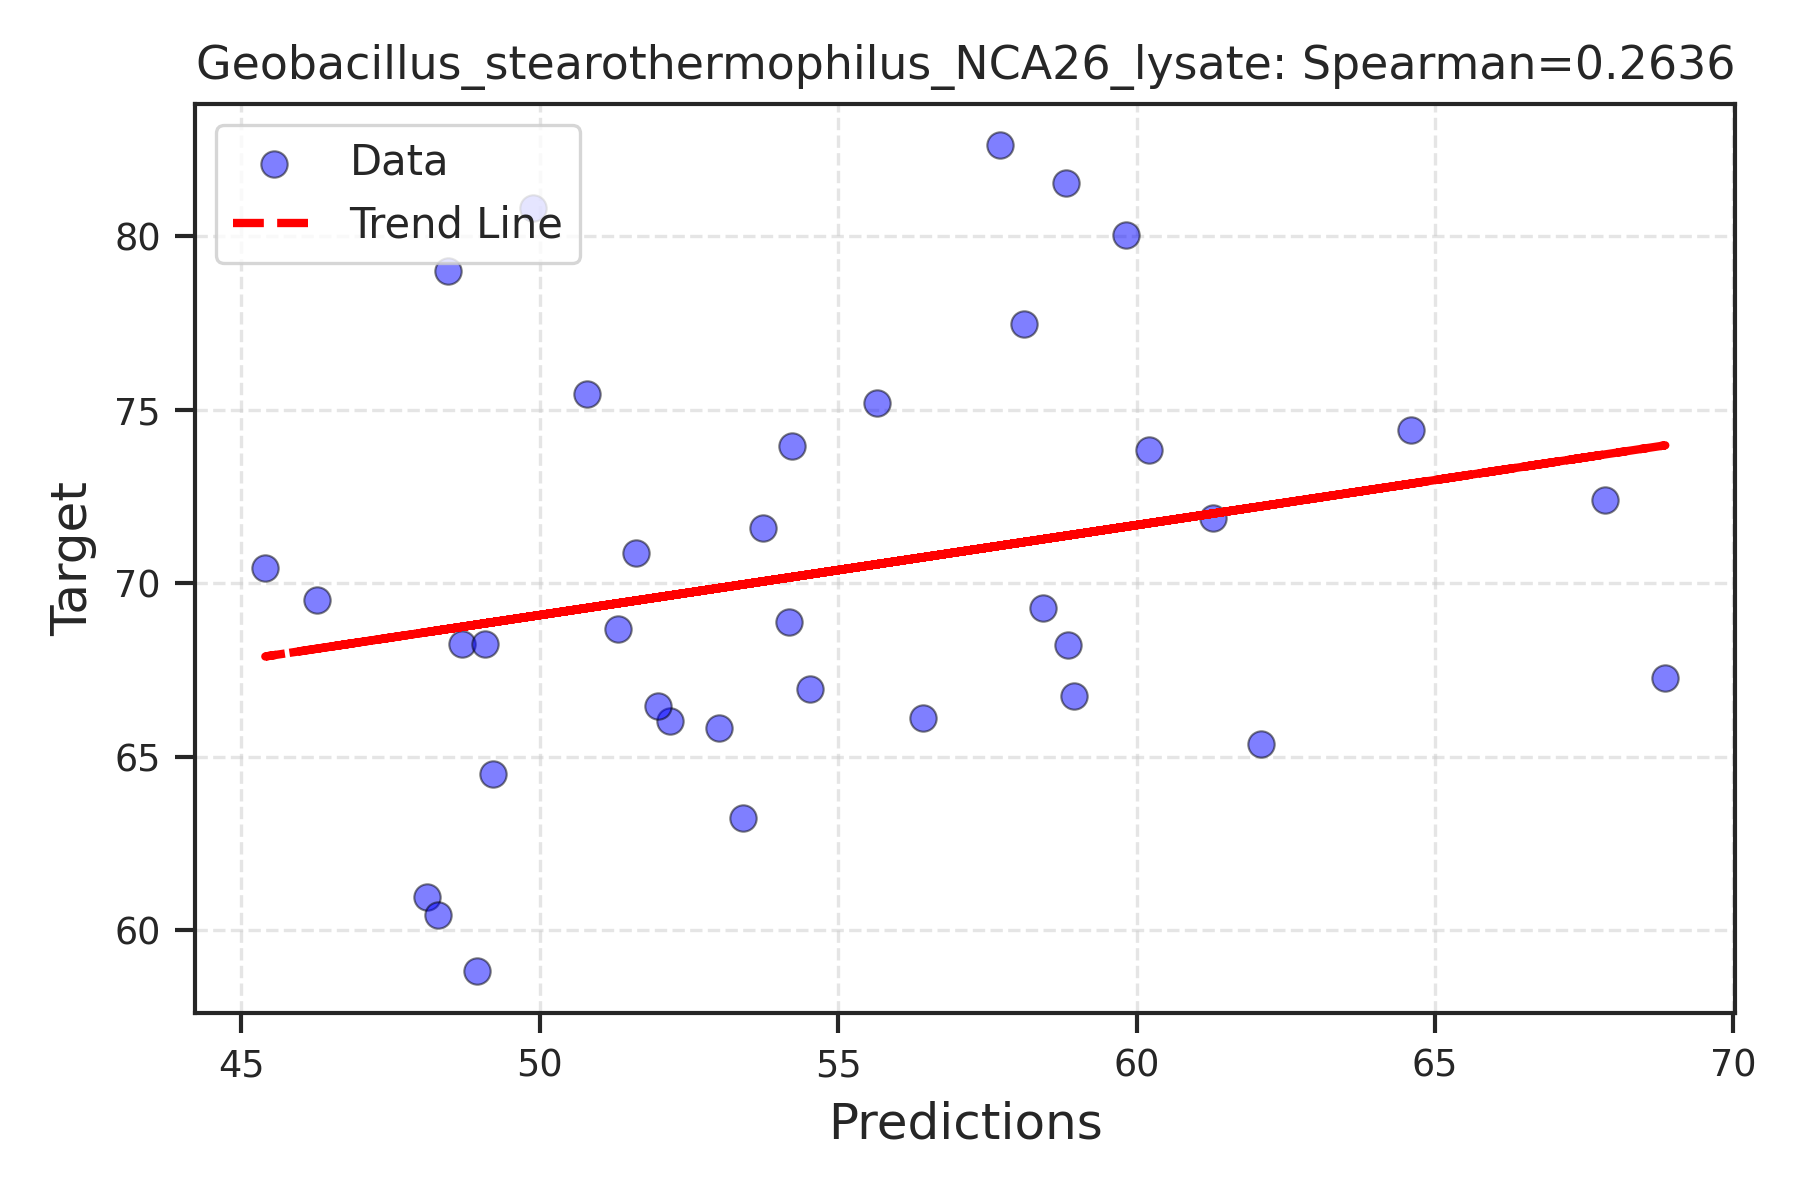 Geobacillus_stearothermophilus_NCA26_lysate: Spearman=0.2636
Data
Trend Line
Target
80
75
70
65
60
45 50 55 60 65 70
Predictions